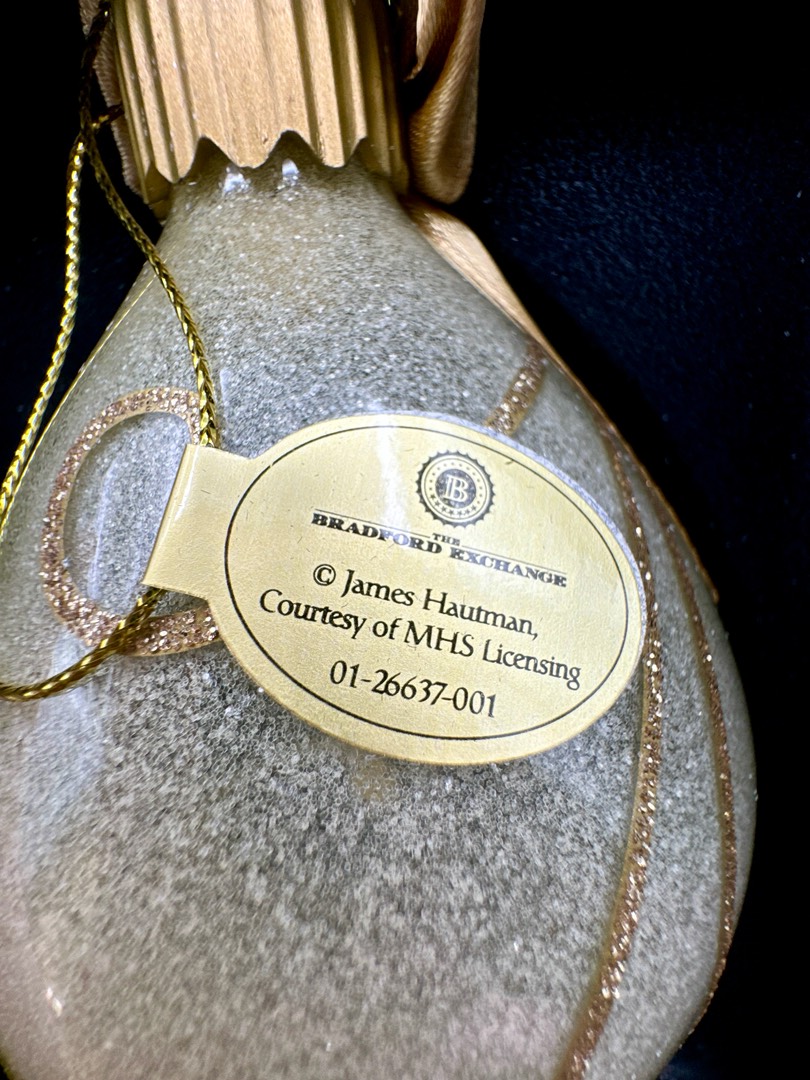 B
THE
BRADFORD EXCHANGE
© James Hautman,
Courtesy of MHS Licensing
01-26637-001